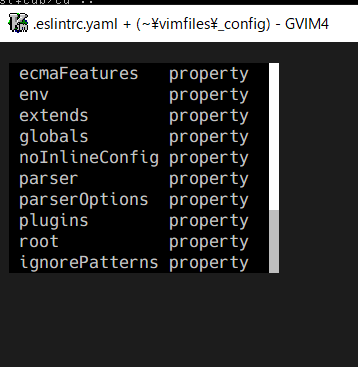 .eslintrc.yaml + (~¥vimfiles¥_config) - GVIM4
ecmaFeatures property
env property
extends property
globals property
noInlineConfig property
parser property
parserOptions property
plugins property
root property
ignorePatterns property